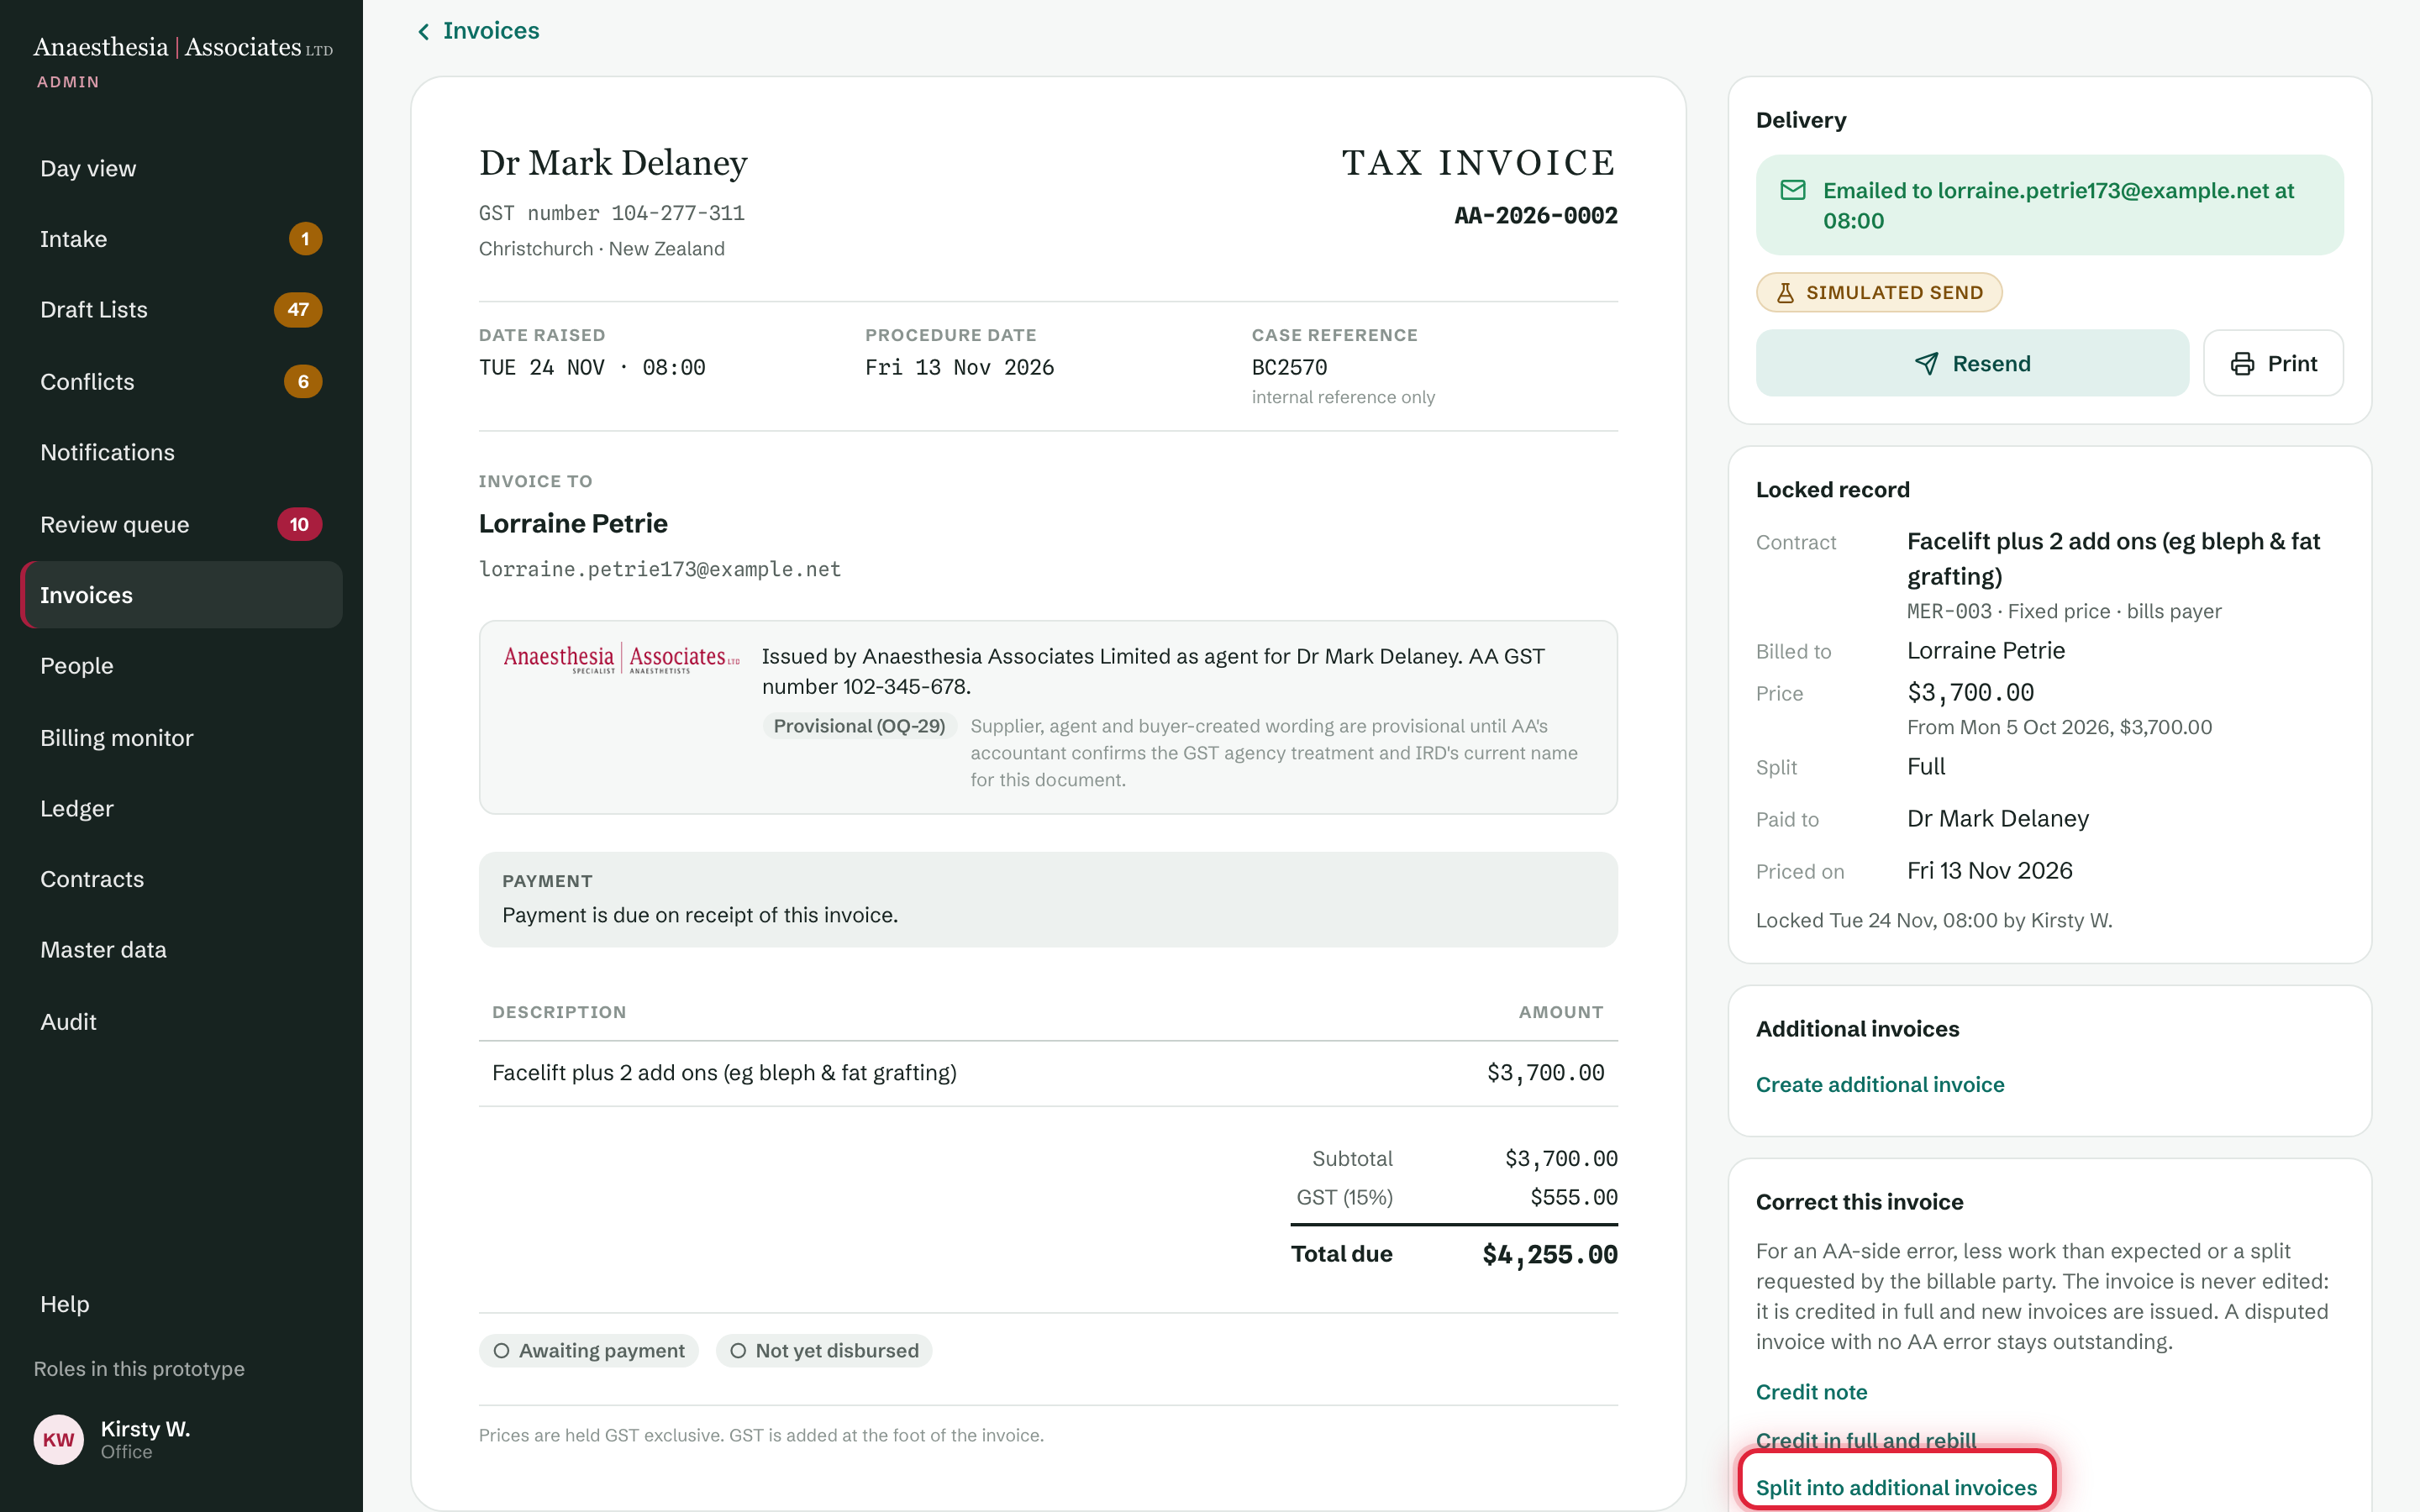 Anaesthesia | Associates LTD
ADMIN
Day view
Intake 1
Draft Lists 47
Conflicts 6
Notifications
Review queue 10
Invoices
People
Billing monitor
Ledger
Contracts
Master data
Audit
Help
Roles in this prototype
KW
Kirsty W.
Office
Invoices
Dr Mark Delaney
GST number 104-277-311
Christchurch · New Zealand
TAX INVOICE
AA-2026-0002
DATE RAISED
TUE 24 NOV · 08:00
PROCEDURE DATE
Fri 13 Nov 2026
CASE REFERENCE
BC2570
internal reference only
INVOICE TO
Lorraine Petrie
lorraine.petrie173@example.net
Anaesthesia | Associates LTD
SPECIALIST | ANAESTHETISTS
Issued by Anaesthesia Associates Limited as agent for Dr Mark Delaney. AA GST
number 102-345-678.
Provisional (OQ-29)
Supplier, agent and buyer-created wording are provisional until AA's
accountant confirms the GST agency treatment and IRD's current name
for this document.
PAYMENT
Payment is due on receipt of this invoice.
DESCRIPTION AMOUNT
Facelift plus 2 add ons (eg bleph & fat grafting) $3,700.00
Subtotal $3,700.00
GST (15%) $555.00
Total due $4,255.00
Awaiting payment
Not yet disbursed
Prices are held GST exclusive. GST is added at the foot of the invoice.
Delivery
Emailed to lorraine.petrie173@example.net at
08:00
SIMULATED SEND
Resend
Print
Locked record
Contract Facelift plus 2 add ons (eg bleph & fat
grafting)
MER-003 · Fixed price · bills payer
Billed to Lorraine Petrie
Price $3,700.00
From Mon 5 Oct 2026, $3,700.00
Split Full
Paid to Dr Mark Delaney
Priced on Fri 13 Nov 2026
Locked Tue 24 Nov, 08:00 by Kirsty W.
Additional invoices
Create additional invoice
Correct this invoice
For an AA-side error, less work than expected or a split
requested by the billable party. The invoice is never edited:
it is credited in full and new invoices are issued. A disputed
invoice with no AA error stays outstanding.
Credit note
Credit in full and rebill
Split into additional invoices